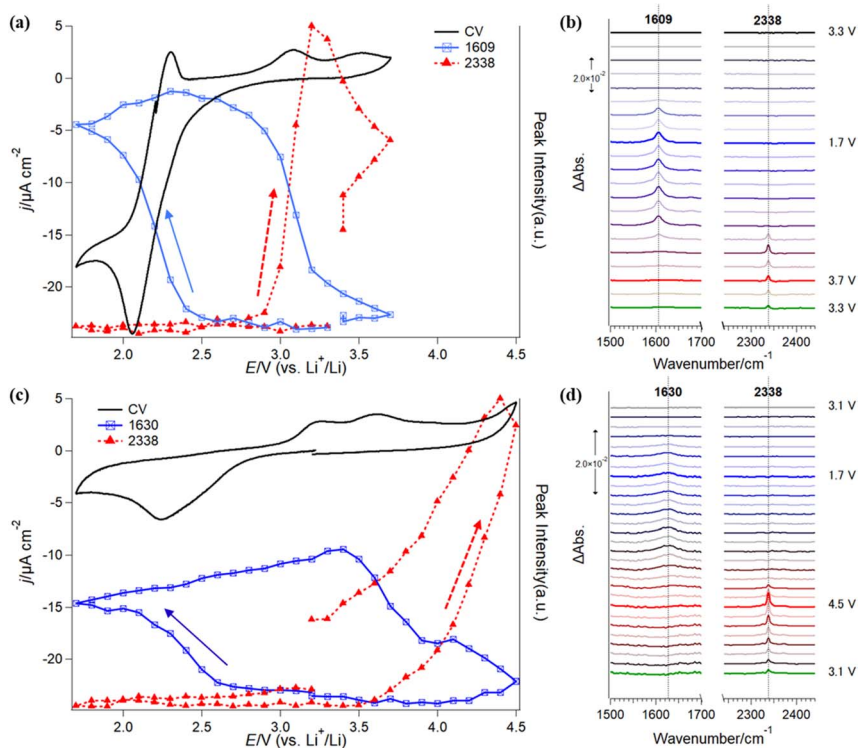 (a)
CV
1609
2338
5
0
-5
-10
-15
-20
j/μA cm⁻²
Peak Intensity(a.u.)
2.0 2.5 3.0 3.5 4.0 4.5
E/V (vs. Li⁺/Li)
(b)
1609 2338
3.3 V
2.0×10⁻²
1.7 V
3.7 V
3.3 V
ΔAbs.
1500 1600 1700 2300 2400
Wavenumber/cm⁻¹
(c)
CV
1630
2338
5
0
-5
-10
-15
-20
j/μA cm⁻²
Peak Intensity(a.u.)
2.0 2.5 3.0 3.5 4.0 4.5
E/V (vs. Li⁺/Li)
(d)
1630 2338
3.1 V
2.0×10⁻²
1.7 V
4.5 V
3.1 V
ΔAbs.
1500 1600 1700 2300 2400
Wavenumber/cm⁻¹